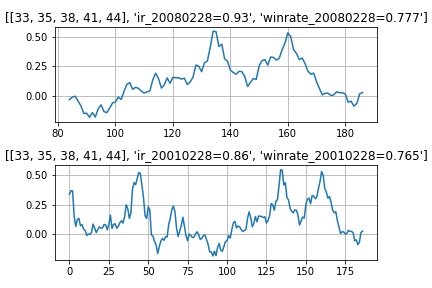 [[33, 35, 38, 41, 44], 'ir_20080228=0.93', 'winrate_20080228=0.777']
0.50
0.25
0.00
80 100 120 140 160 180
[[33, 35, 38, 41, 44], 'ir_20010228=0.86', 'winrate_20010228=0.765']
0.50
0.25
0.00
0 25 50 75 100 125 150 175